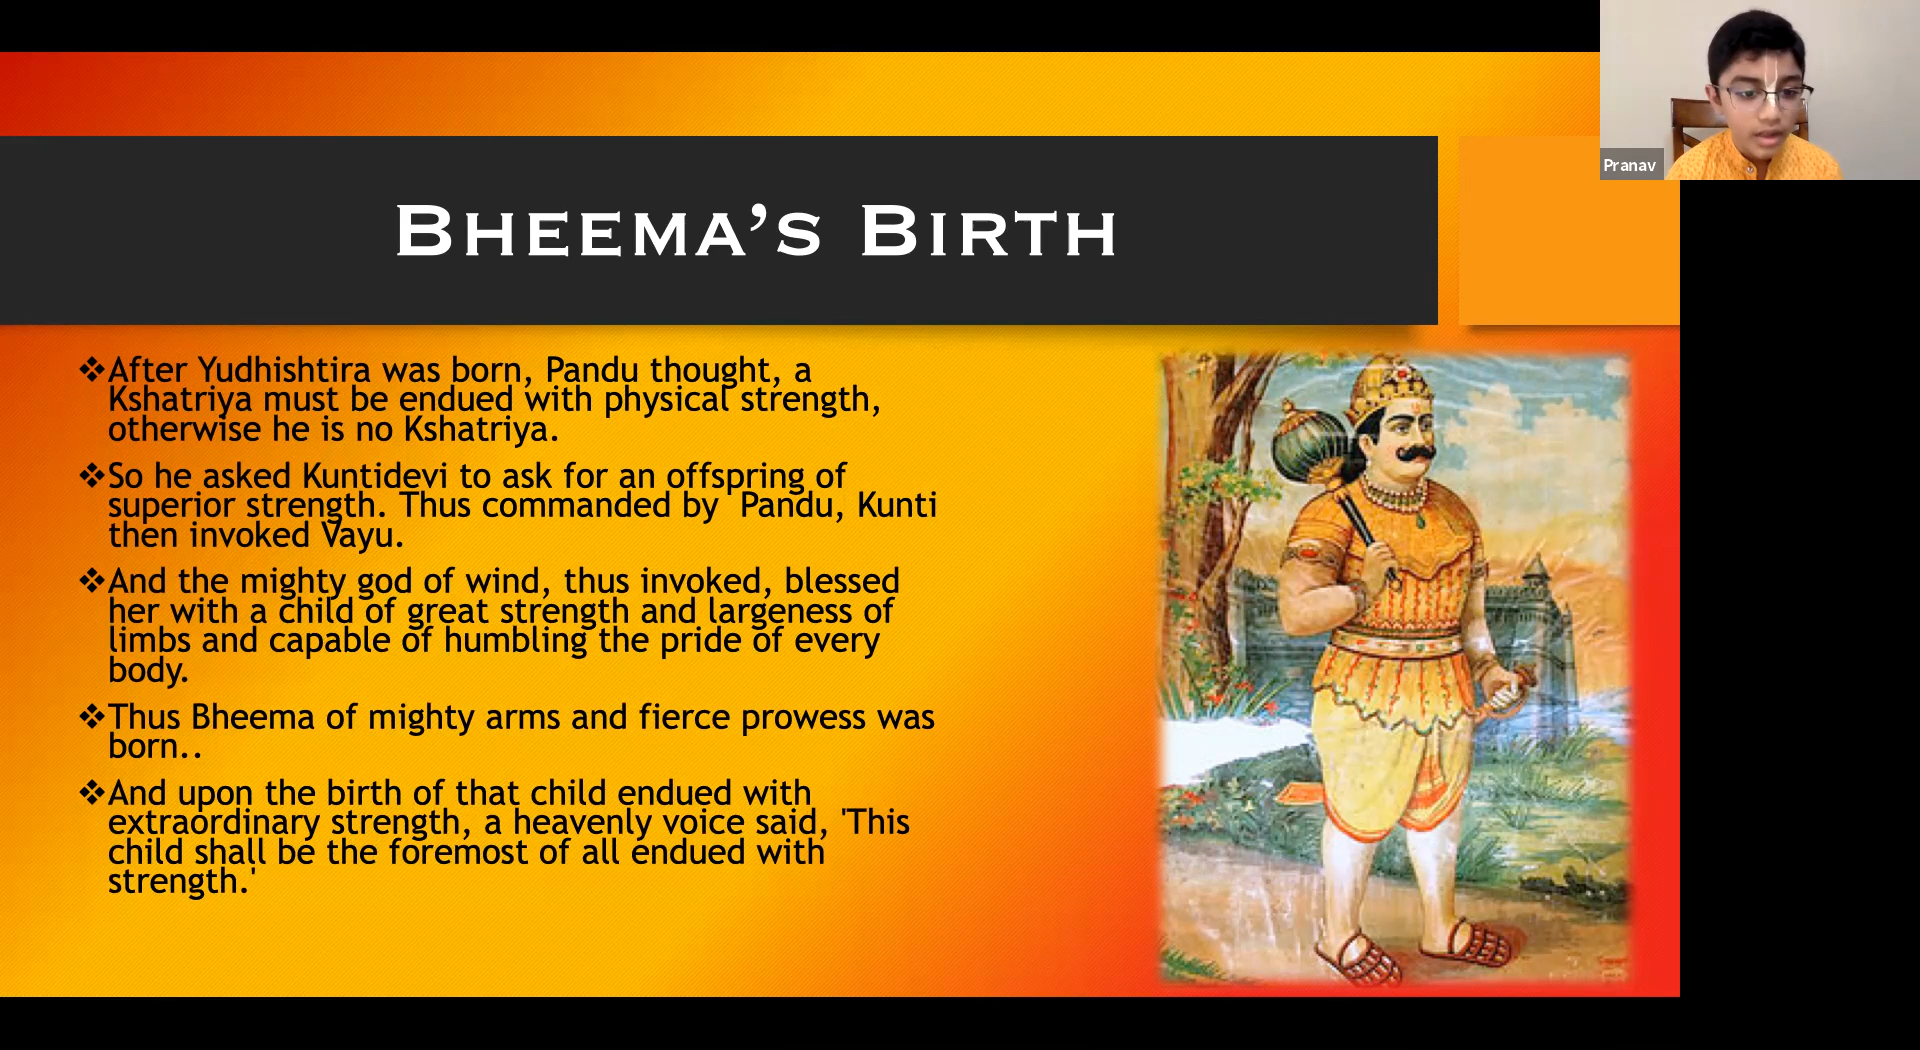 Pranav
BHEEMA'S BIRTH
❖After Yudhishtira was born, Pandu thought, a
Kshatriya must be endued with physical strength,
otherwise he is no Kshatriya.
❖So he asked Kuntidevi to ask for an offspring of
superior strength. Thus commanded by  Pandu, Kunti
then invoked Vayu.
❖And the mighty god of wind, thus invoked, blessed
her with a child of great strength and largeness of
limbs and capable of humbling the pride of every
body.
❖Thus Bheema of mighty arms and fierce prowess was
born..
❖And upon the birth of that child endued with
extraordinary strength, a heavenly voice said, 'This
child shall be the foremost of all endued with
strength.'